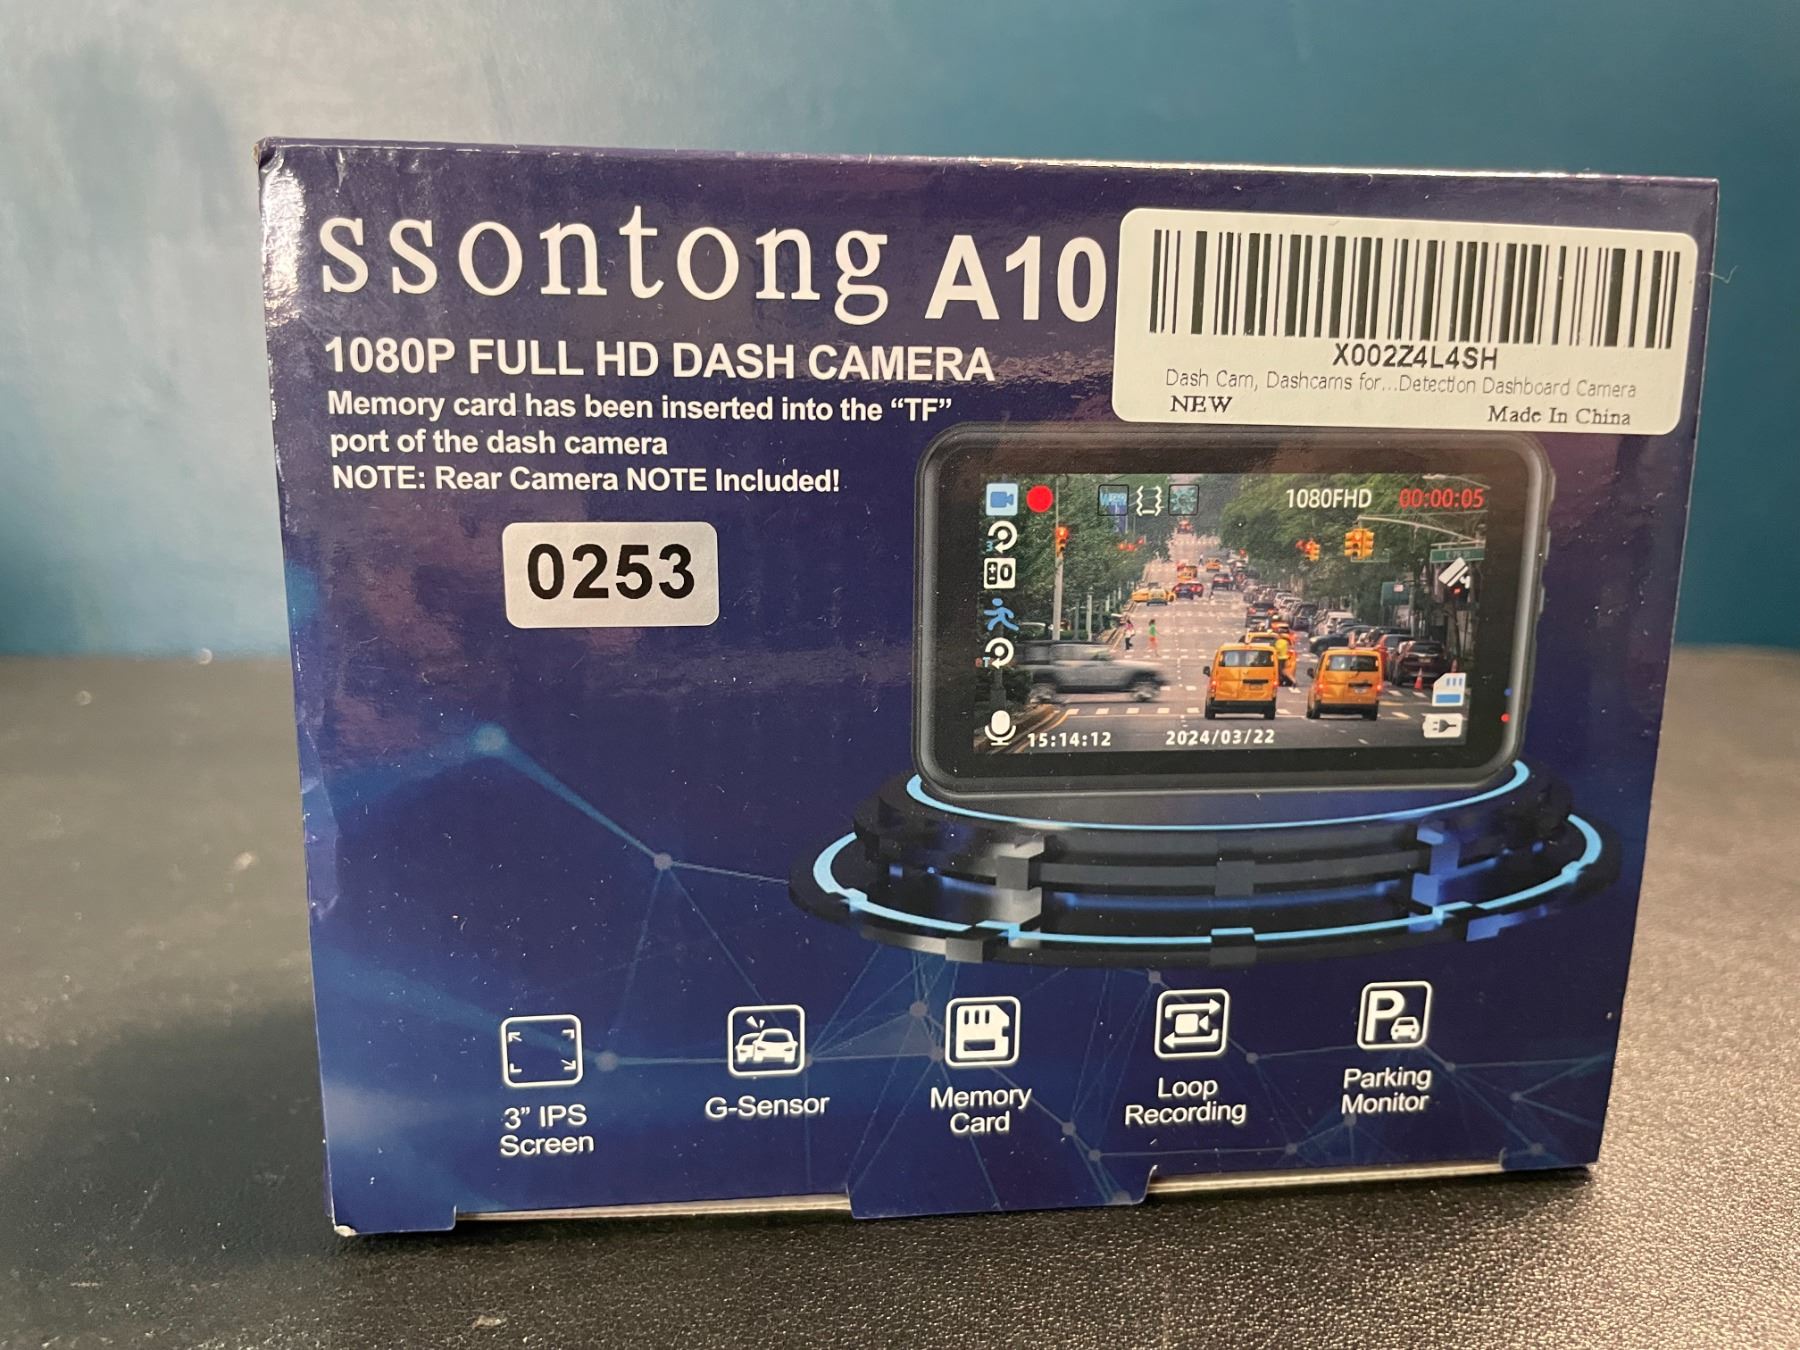 ssontong A10
1080P FULL HD DASH CAMERA
Memory card has been inserted into the “TF”
port of the dash camera
NOTE: Rear Camera NOTE Included!
X002Z4L4SH
Dash Cam, Dashcams for...Detection Dashboard Camera
NEW Made In China
0253
1080FHD 00:00:05
15:14:12 2024/03/22
3” IPS
Screen
G-Sensor
Memory
Card
Loop
Recording
Parking
Monitor